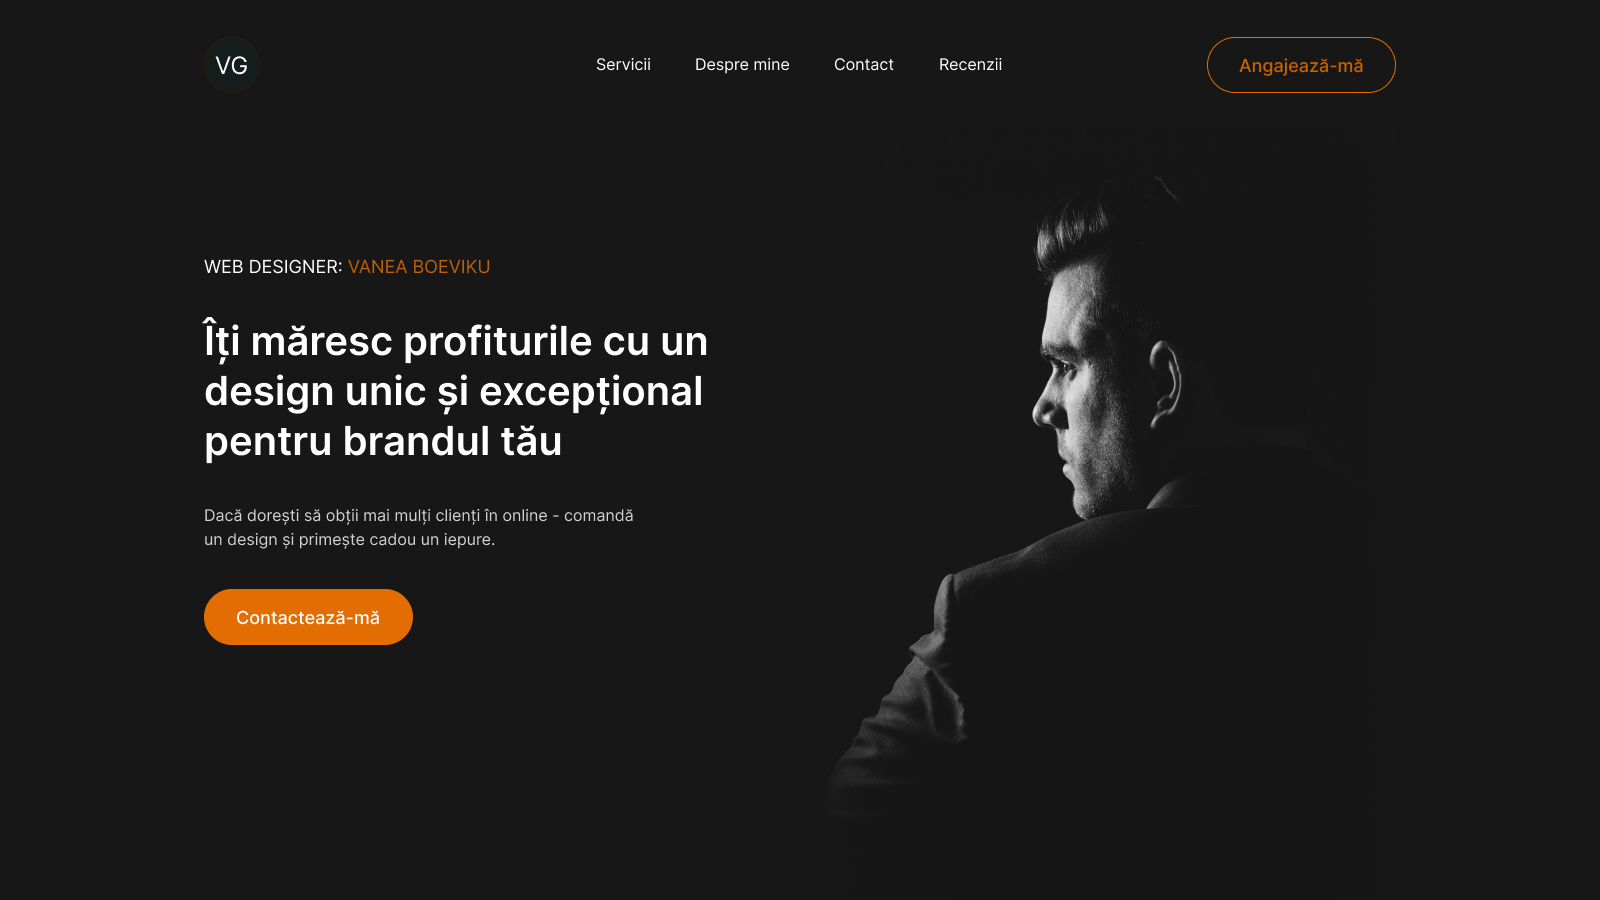 VG
Servicii
Despre mine
Contact
Recenzii
Angajează-mă
WEB DESIGNER: VANEA BOEVIKU
Îți măresc profiturile cu un
design unic și excepțional
pentru brandul tău
Dacă dorești să obții mai mulți clienți în online - comandă
un design și primește cadou un iepure.
Contactează-mă